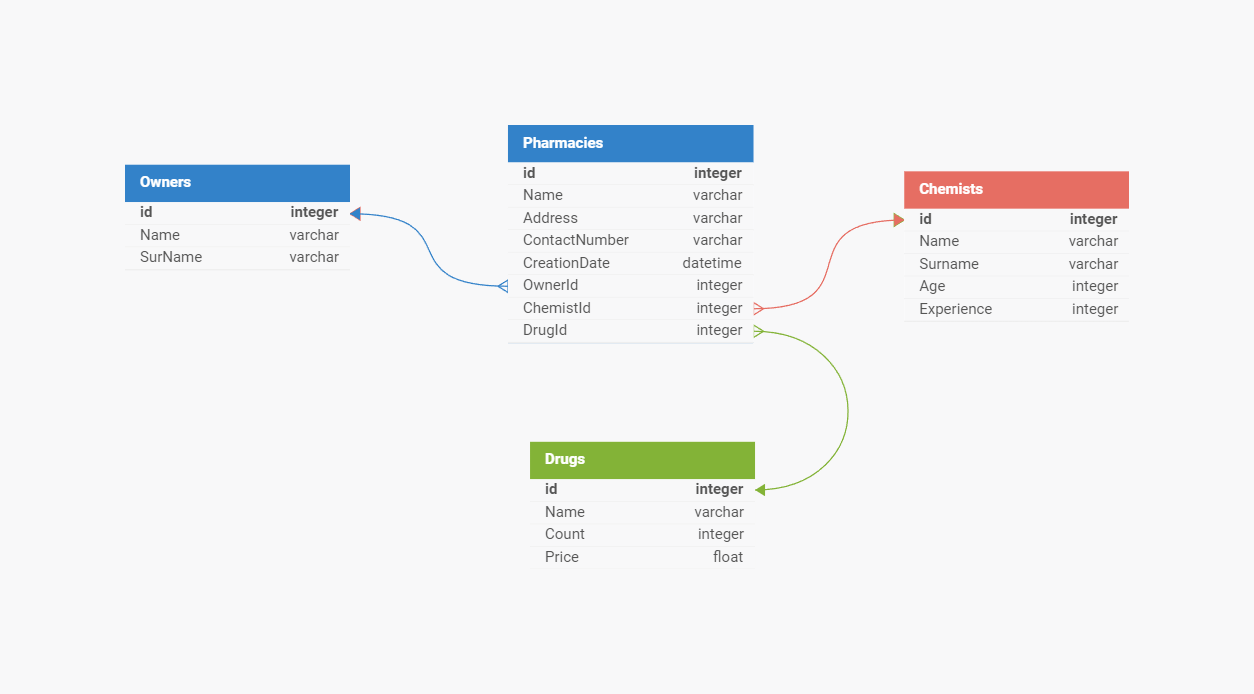 Owners
id integer
Name varchar
SurName varchar
Pharmacies
id integer
Name varchar
Address varchar
ContactNumber varchar
CreationDate datetime
OwnerId integer
ChemistId integer
DrugId integer
Chemists
id integer
Name varchar
Surname varchar
Age integer
Experience integer
Drugs
id integer
Name varchar
Count integer
Price float